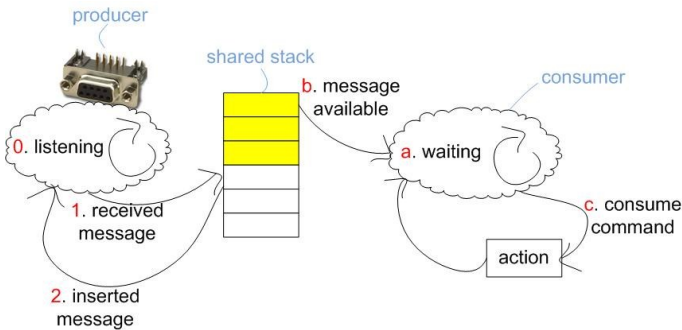 producer
shared stack
consumer
b. message
available
0. listening
a. waiting
1. received
message
c. consume
command
action
2. inserted
message